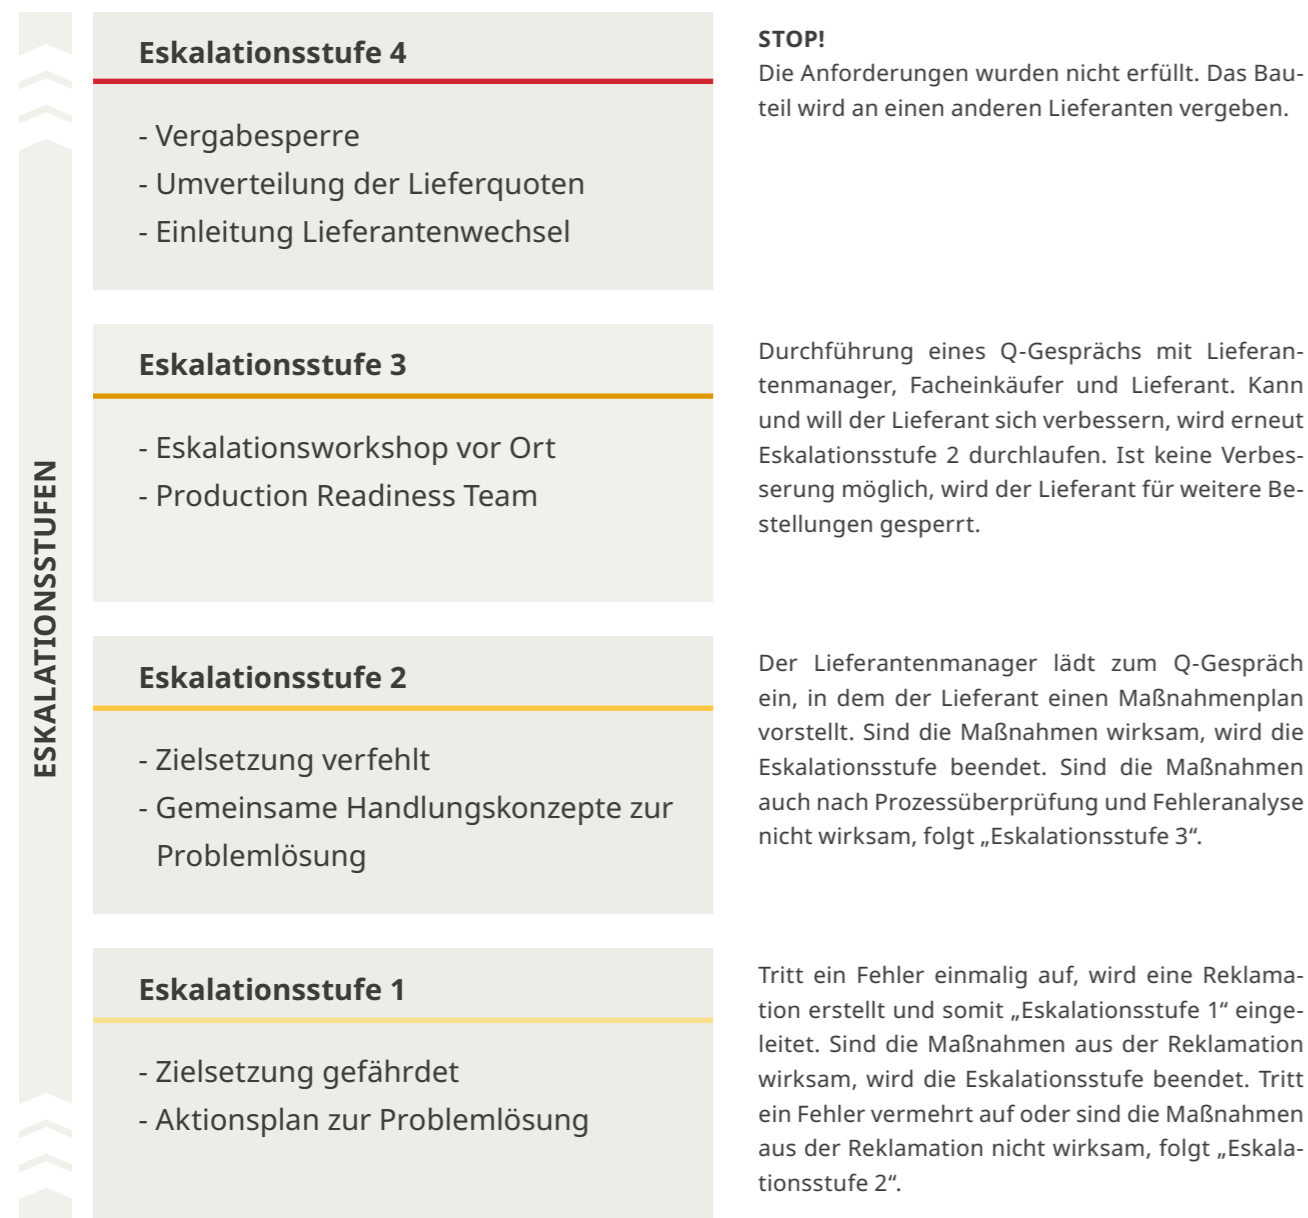 ESKALATIONSSTUFEN
Eskalationsstufe 4
- Vergabesperre
- Umverteilung der Lieferquoten
- Einleitung Lieferantenwechsel
STOP!
Die Anforderungen wurden nicht erfüllt. Das Bau-
teil wird an einen anderen Lieferanten vergeben.
Eskalationsstufe 3
- Eskalationsworkshop vor Ort
- Production Readiness Team
Durchführung eines Q-Gesprächs mit Lieferan-
tenmanager, Facheinkäufer und Lieferant. Kann
und will der Lieferant sich verbessern, wird erneut
Eskalationsstufe 2 durchlaufen. Ist keine Verbes-
serung möglich, wird der Lieferant für weitere Be-
stellungen gesperrt.
Eskalationsstufe 2
- Zielsetzung verfehlt
- Gemeinsame Handlungskonzepte zur
Problemlösung
Der Lieferantenmanager lädt zum Q-Gespräch
ein, in dem der Lieferant einen Maßnahmenplan
vorstellt. Sind die Maßnahmen wirksam, wird die
Eskalationsstufe beendet. Sind die Maßnahmen
auch nach Prozessüberprüfung und Fehleranalyse
nicht wirksam, folgt „Eskalationsstufe 3“.
Eskalationsstufe 1
- Zielsetzung gefährdet
- Aktionsplan zur Problemlösung
Tritt ein Fehler einmalig auf, wird eine Reklama-
tion erstellt und somit „Eskalationsstufe 1“ einge-
leitet. Sind die Maßnahmen aus der Reklamation
wirksam, wird die Eskalationsstufe beendet. Tritt
ein Fehler vermehrt auf oder sind die Maßnahmen
aus der Reklamation nicht wirksam, folgt „Eskala-
tionsstufe 2“.